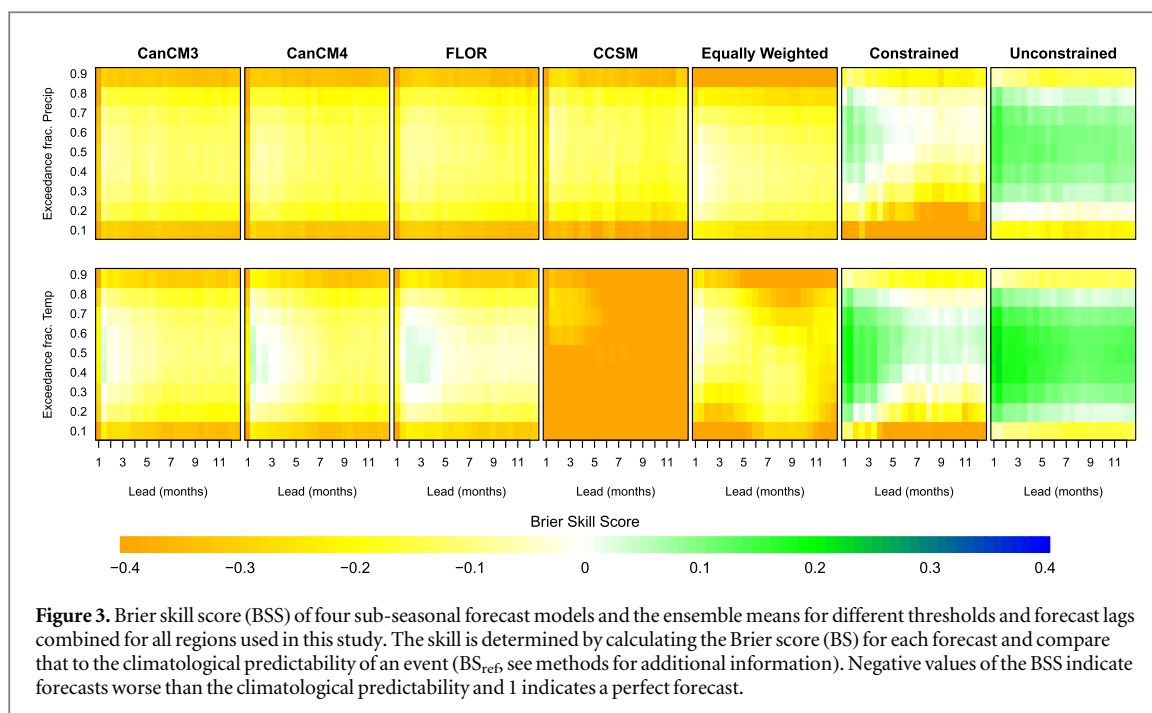 CanCM3 CanCM4 FLOR CCSM Equally Weighted Constrained Unconstrained
Exceedance frac. Precip
0.9
0.8
0.7
0.6
0.5
0.4
0.3
0.2
0.1
Exceedance frac. Temp
0.9
0.8
0.7
0.6
0.5
0.4
0.3
0.2
0.1
1 3 5 7 9 11 1 3 5 7 9 11 1 3 5 7 9 11 1 3 5 7 9 11 1 3 5 7 9 11 1 3 5 7 9 11 1 3 5 7 9 11
Lead (months) Lead (months) Lead (months) Lead (months) Lead (months) Lead (months) Lead (months)
Brier Skill Score
−0.4 −0.3 −0.2 −0.1 0 0.1 0.2 0.3 0.4
Figure 3. Brier skill score (BSS) of four sub-seasonal forecast models and the ensemble means for different thresholds and forecast lags
combined for all regions used in this study. The skill is determined by calculating the Brier score (BS) for each forecast and compare
that to the climatological predictability of an event (BSref, see methods for additional information). Negative values of the BSS indicate
forecasts worse than the climatological predictability and 1 indicates a perfect forecast.